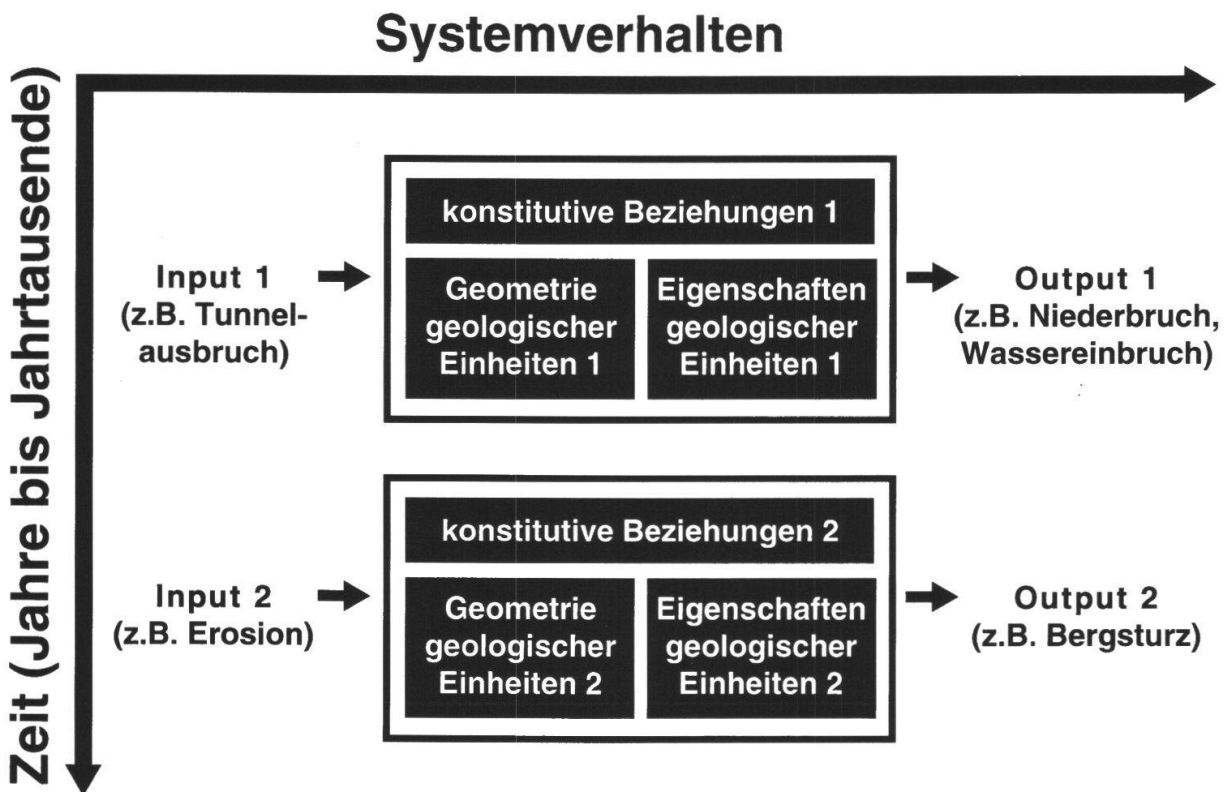 Systemverhalten
Zeit (Jahre bis Jahrtausende)
konstitutive Beziehungen 1
Input 1
(z.B. Tunnel-
ausbruch)
Geometrie
geologischer
Einheiten 1
Eigenschaften
geologischer
Einheiten 1
Output 1
(z.B. Niederbruch,
Wassereinbruch)
konstitutive Beziehungen 2
Input 2
(z.B. Erosion)
Geometrie
geologischer
Einheiten 2
Eigenschaften
geologischer
Einheiten 2
Output 2
(z.B. Bergsturz)